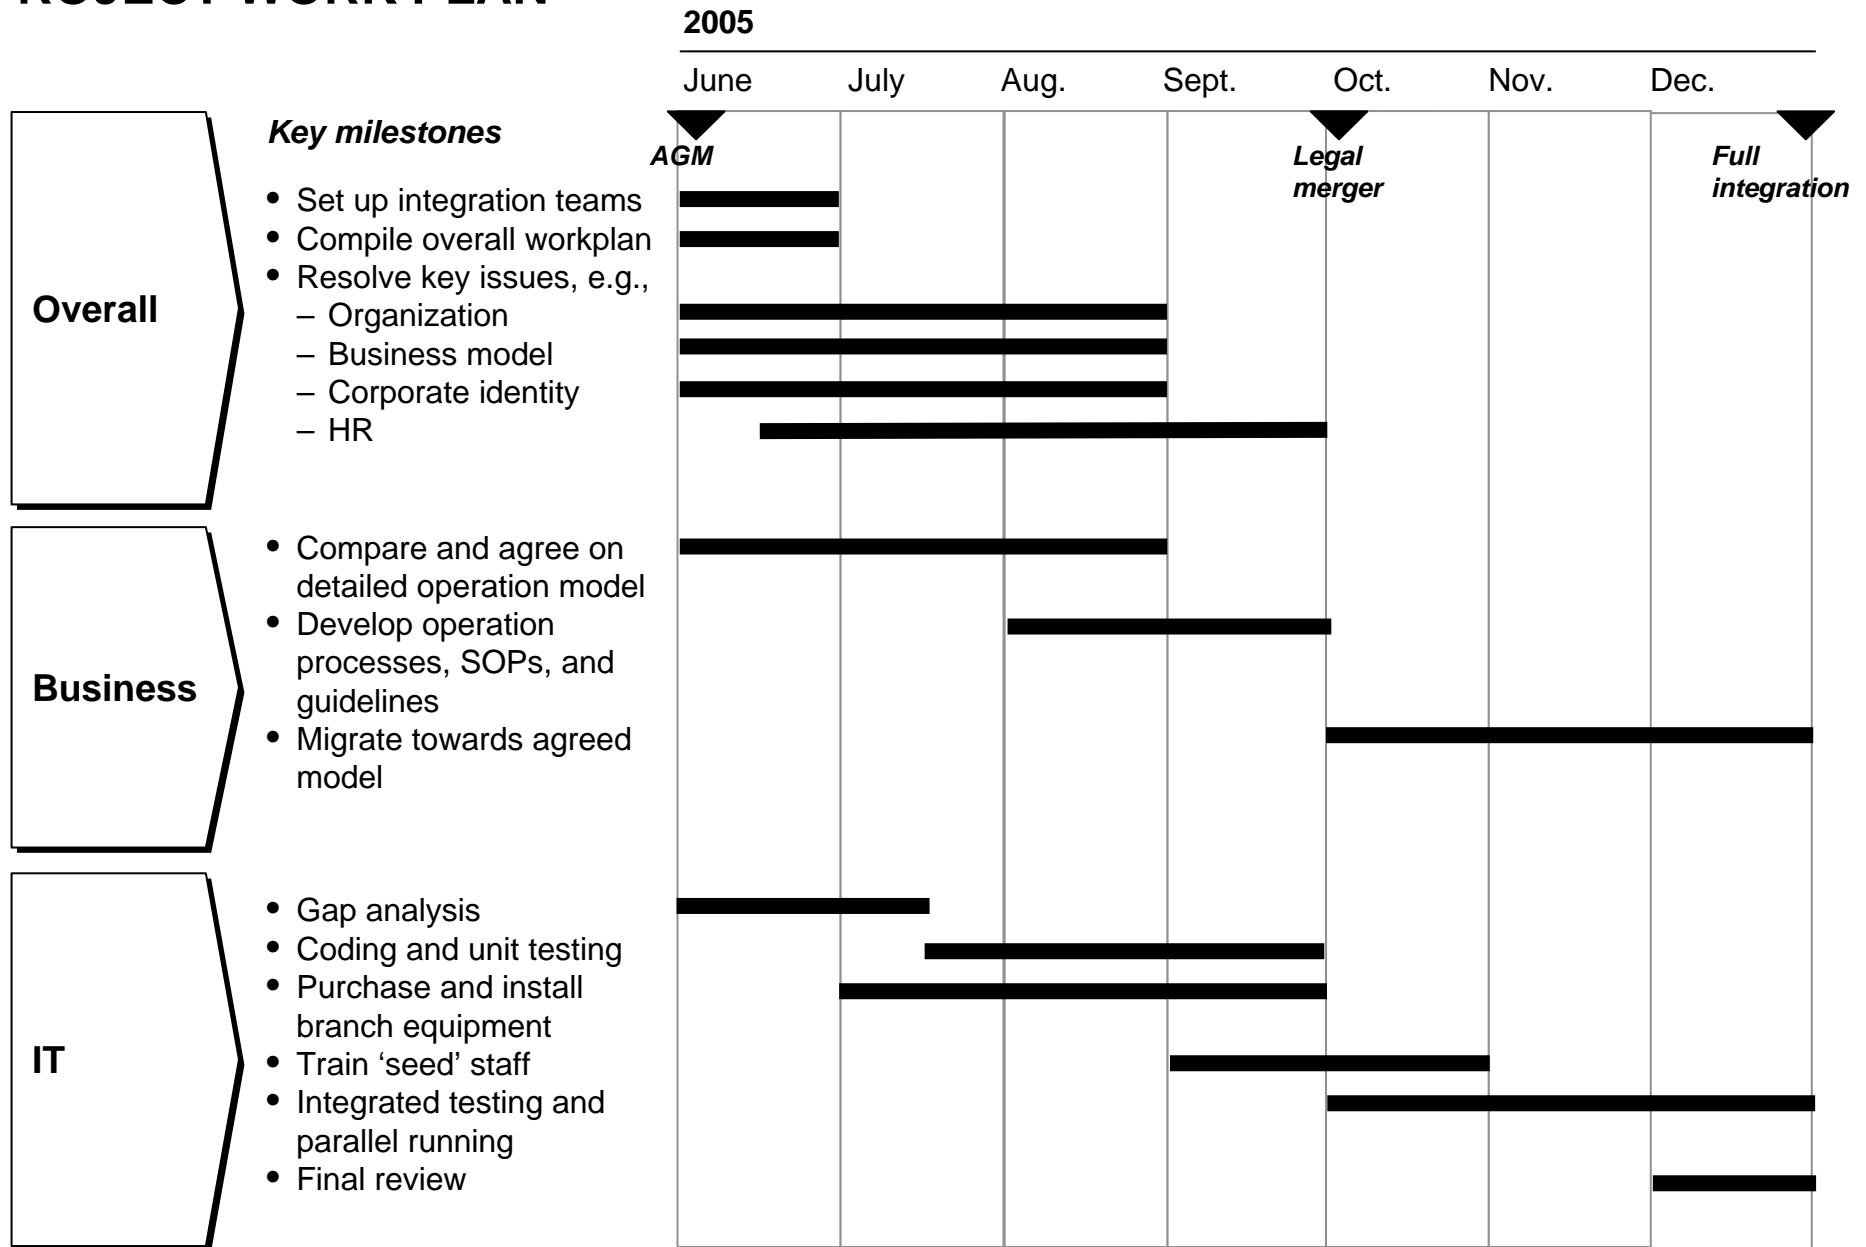 2005
June July Aug. Sept. Oct. Nov. Dec.
Key milestones
AGM
Legal
merger
Full
integration
Overall
• Set up integration teams
• Compile overall workplan
• Resolve key issues, e.g.,
– Organization
– Business model
– Corporate identity
– HR
Business
• Compare and agree on
detailed operation model
• Develop operation
processes, SOPs, and
guidelines
• Migrate towards agreed
model
IT
• Gap analysis
• Coding and unit testing
• Purchase and install
branch equipment
• Train ‘seed’ staff
• Integrated testing and
parallel running
• Final review